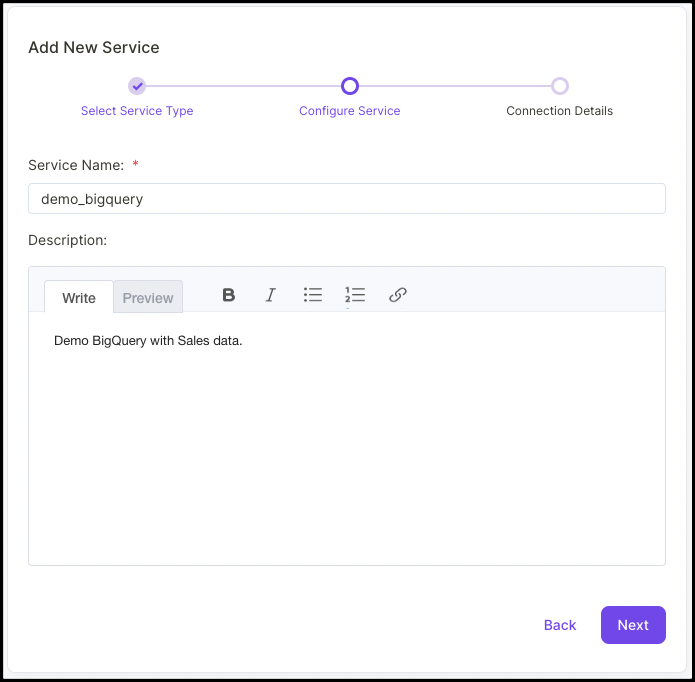 Add New Service
Select Service Type
Configure Service
Connection Details
Service Name: *
demo_bigquery
Description:
Write Preview B I
Demo BigQuery with Sales data.
Back Next